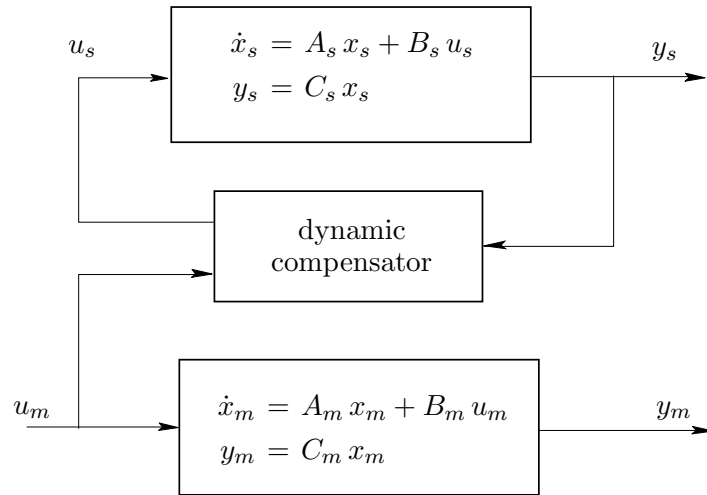 u_s
ẋ_s = A_s x_s + B_s u_s
y_s = C_s x_s
y_s
dynamic
compensator
u_m
ẋ_m = A_m x_m + B_m u_m
y_m = C_m x_m
y_m